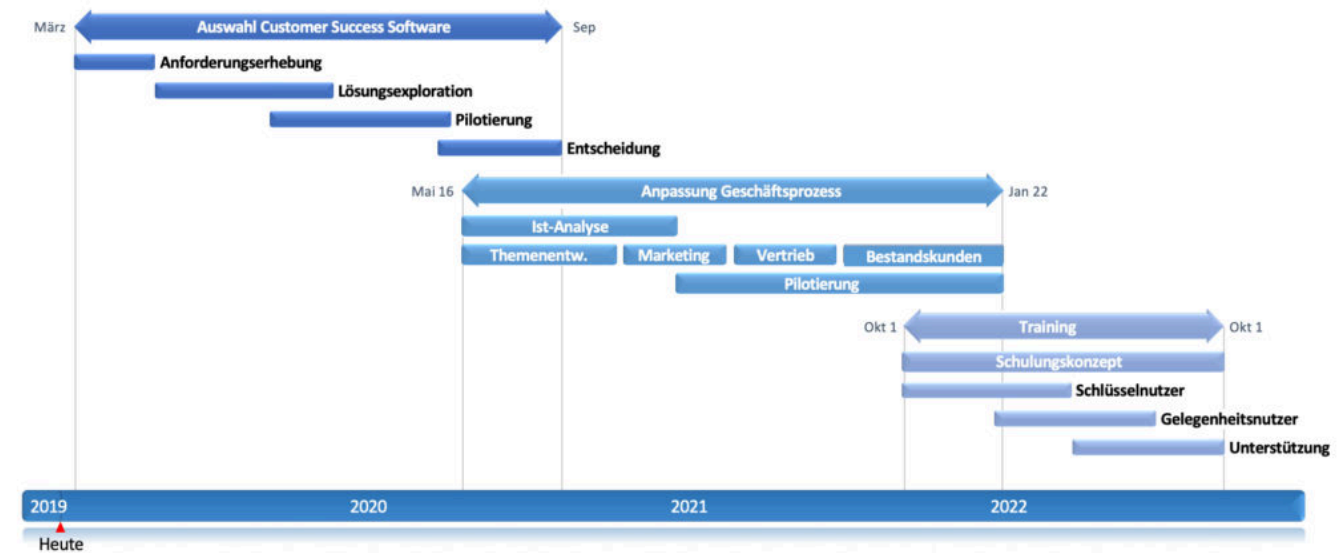 März Auswahl Customer Success Software Sep
Anforderungserhebung
Lösungsexploration
Pilotierung
Entscheidung
Mai 16 Anpassung Geschäftsprozess Jan 22
Ist-Analyse
Themenentw. Marketing Vertrieb Bestandskunden
Pilotierung
Okt 1 Training Okt 1
Schulungskonzept
Schlüsselnutzer
Gelegenheitsnutzer
Unterstützung
2019 2020 2021 2022
Heute